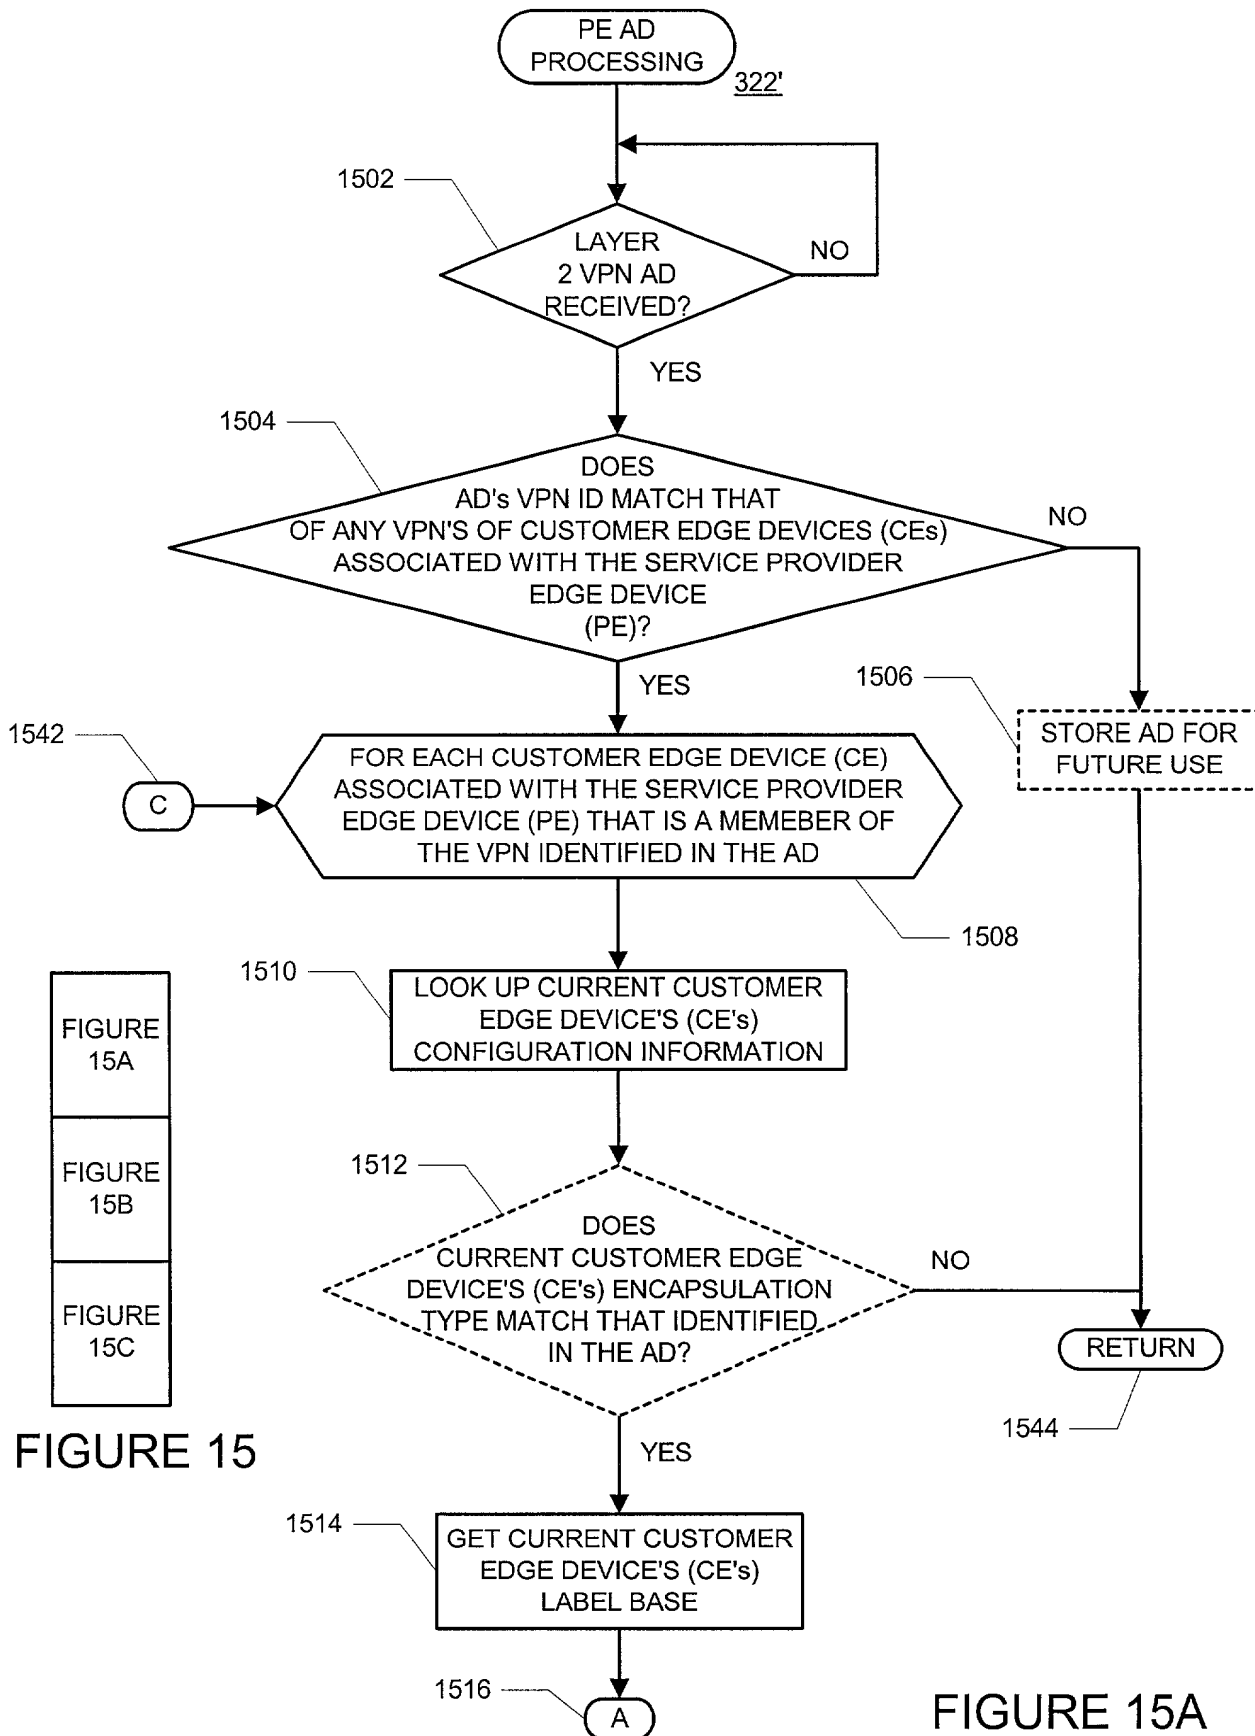 PE AD
PROCESSING
322'
1502
LAYER
2 VPN AD
RECEIVED?
NO
YES
1504
DOES
AD's VPN ID MATCH THAT
OF ANY VPN'S OF CUSTOMER EDGE DEVICES (CEs)
ASSOCIATED WITH THE SERVICE PROVIDER
EDGE DEVICE
(PE)?
NO
YES
1506
STORE AD FOR
FUTURE USE
1542
C
FOR EACH CUSTOMER EDGE DEVICE (CE)
ASSOCIATED WITH THE SERVICE PROVIDER
EDGE DEVICE (PE) THAT IS A MEMEBER OF
THE VPN IDENTIFIED IN THE AD
1508
1510
LOOK UP CURRENT CUSTOMER
EDGE DEVICE'S (CE's)
CONFIGURATION INFORMATION
FIGURE
15A
FIGURE
15B
FIGURE
15C
FIGURE 15
1512
DOES
CURRENT CUSTOMER EDGE
DEVICE'S (CE's) ENCAPSULATION
TYPE MATCH THAT IDENTIFIED
IN THE AD?
NO
YES
RETURN
1544
1514
GET CURRENT CUSTOMER
EDGE DEVICE'S (CE's)
LABEL BASE
1516
A
FIGURE 15A